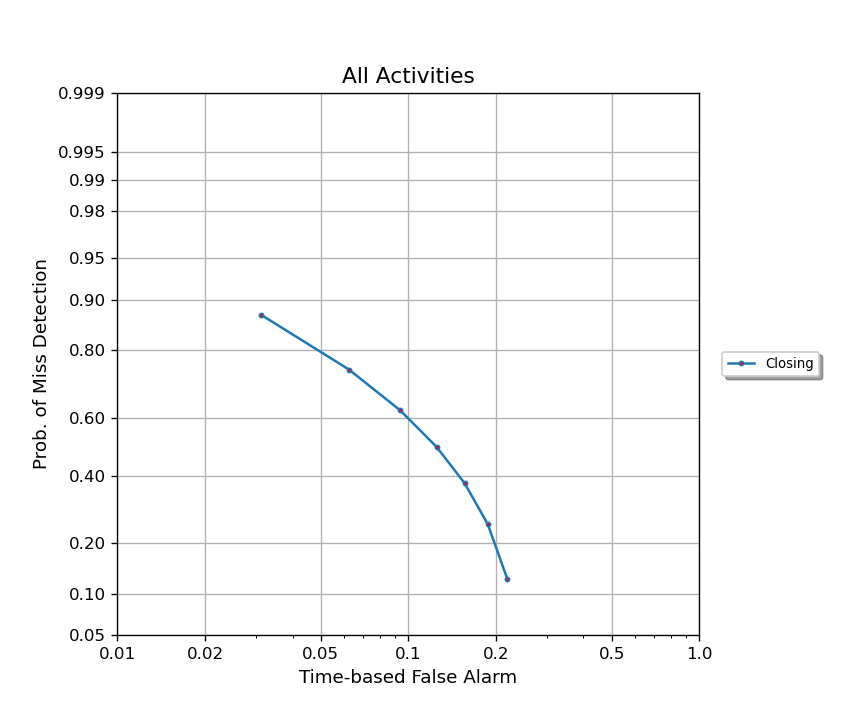 All Activities
0.999
0.995
0.99
0.98
0.95
0.90
0.80
0.60
0.40
0.20
0.10
0.05
Prob. of Miss Detection
0.01 0.02 0.05 0.1 0.2 0.5 1.0
Time-based False Alarm
Closing